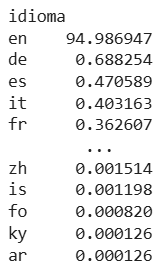 idioma
en 94.986947
de 0.688254
es 0.470589
it 0.403163
fr 0.362607
...
zh 0.001514
is 0.001198
fo 0.000820
ky 0.000126
ar 0.000126